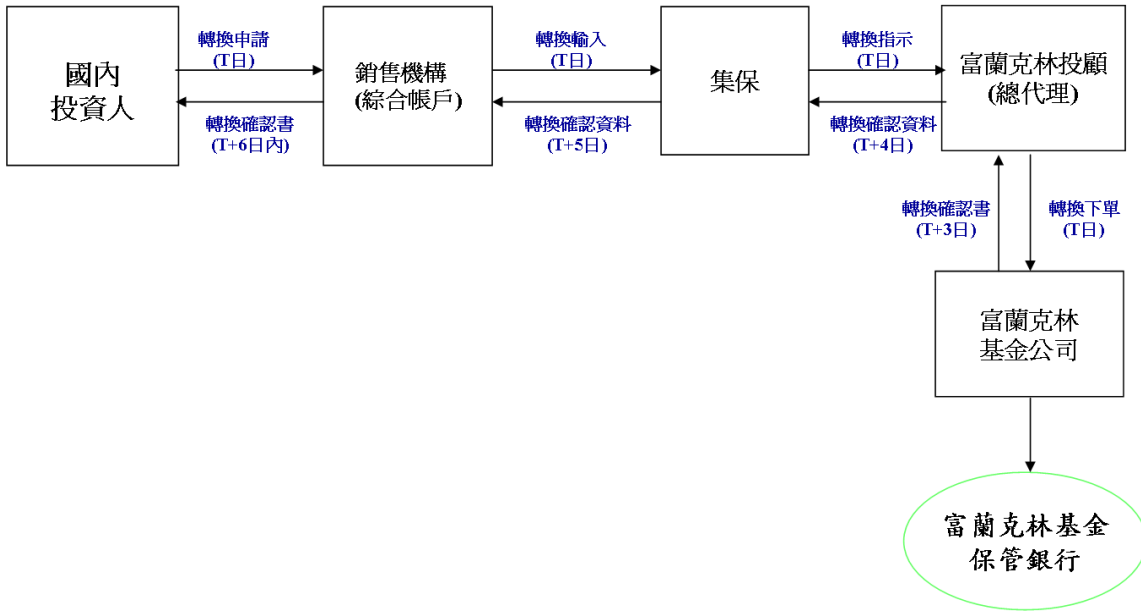 轉換申請
(T日)
轉換輸入
(T日)
轉換指示
(T日)
國內
投資人
銷售機構
(綜合帳戶)
集保
富蘭克林投顧
(總代理)
轉換確認書
(T+6日內)
轉換確認資料
(T+5日)
轉換確認資料
(T+4日)
轉換確認書
(T+3日)
轉換下單
(T日)
富蘭克林
基金公司
富蘭克林基金
保管銀行